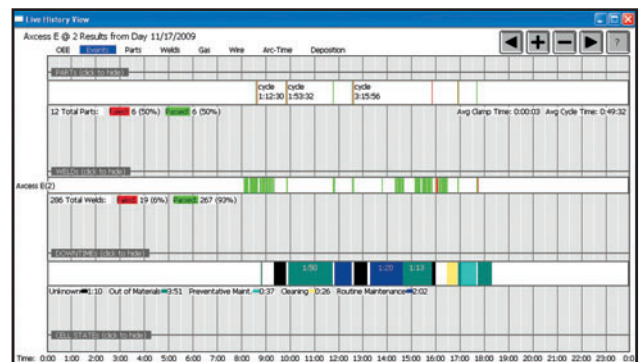 Live History View
Axcess E @ 2 Results from Day 11/17/2009
OEE Events Parts Welds Gas Wire Arc-Time Deposition
?
PARTS (click to hide)
cycle cycle cycle
1:12:30 1:53:32 3:15:56
12 Total Parts: Failed: 6 (50%) Passed: 6 (50%) Avg Clamp Time: 0:00:03 Avg Cycle Time: 0:49:32
WELDS (click to hide)
Axcess E(2)
286 Total Welds: Failed: 19 (6%) Passed: 267 (93%)
DOWNTIMES (click to hide)
1:50 1:20 1:13
Unknown=1:10 Out of Materials=3:51 Preventative Maint.=0:37 Cleaning=0:26 Routine Maintenance=2:02
CELL STATES (click to hide)
Time: 0:00 1:00 2:00 3:00 4:00 5:00 6:00 7:00 8:00 9:00 10:00 11:00 12:00 13:00 14:00 15:00 16:00 17:00 18:00 19:00 20:00 21:00 22:00 23:00 0:0